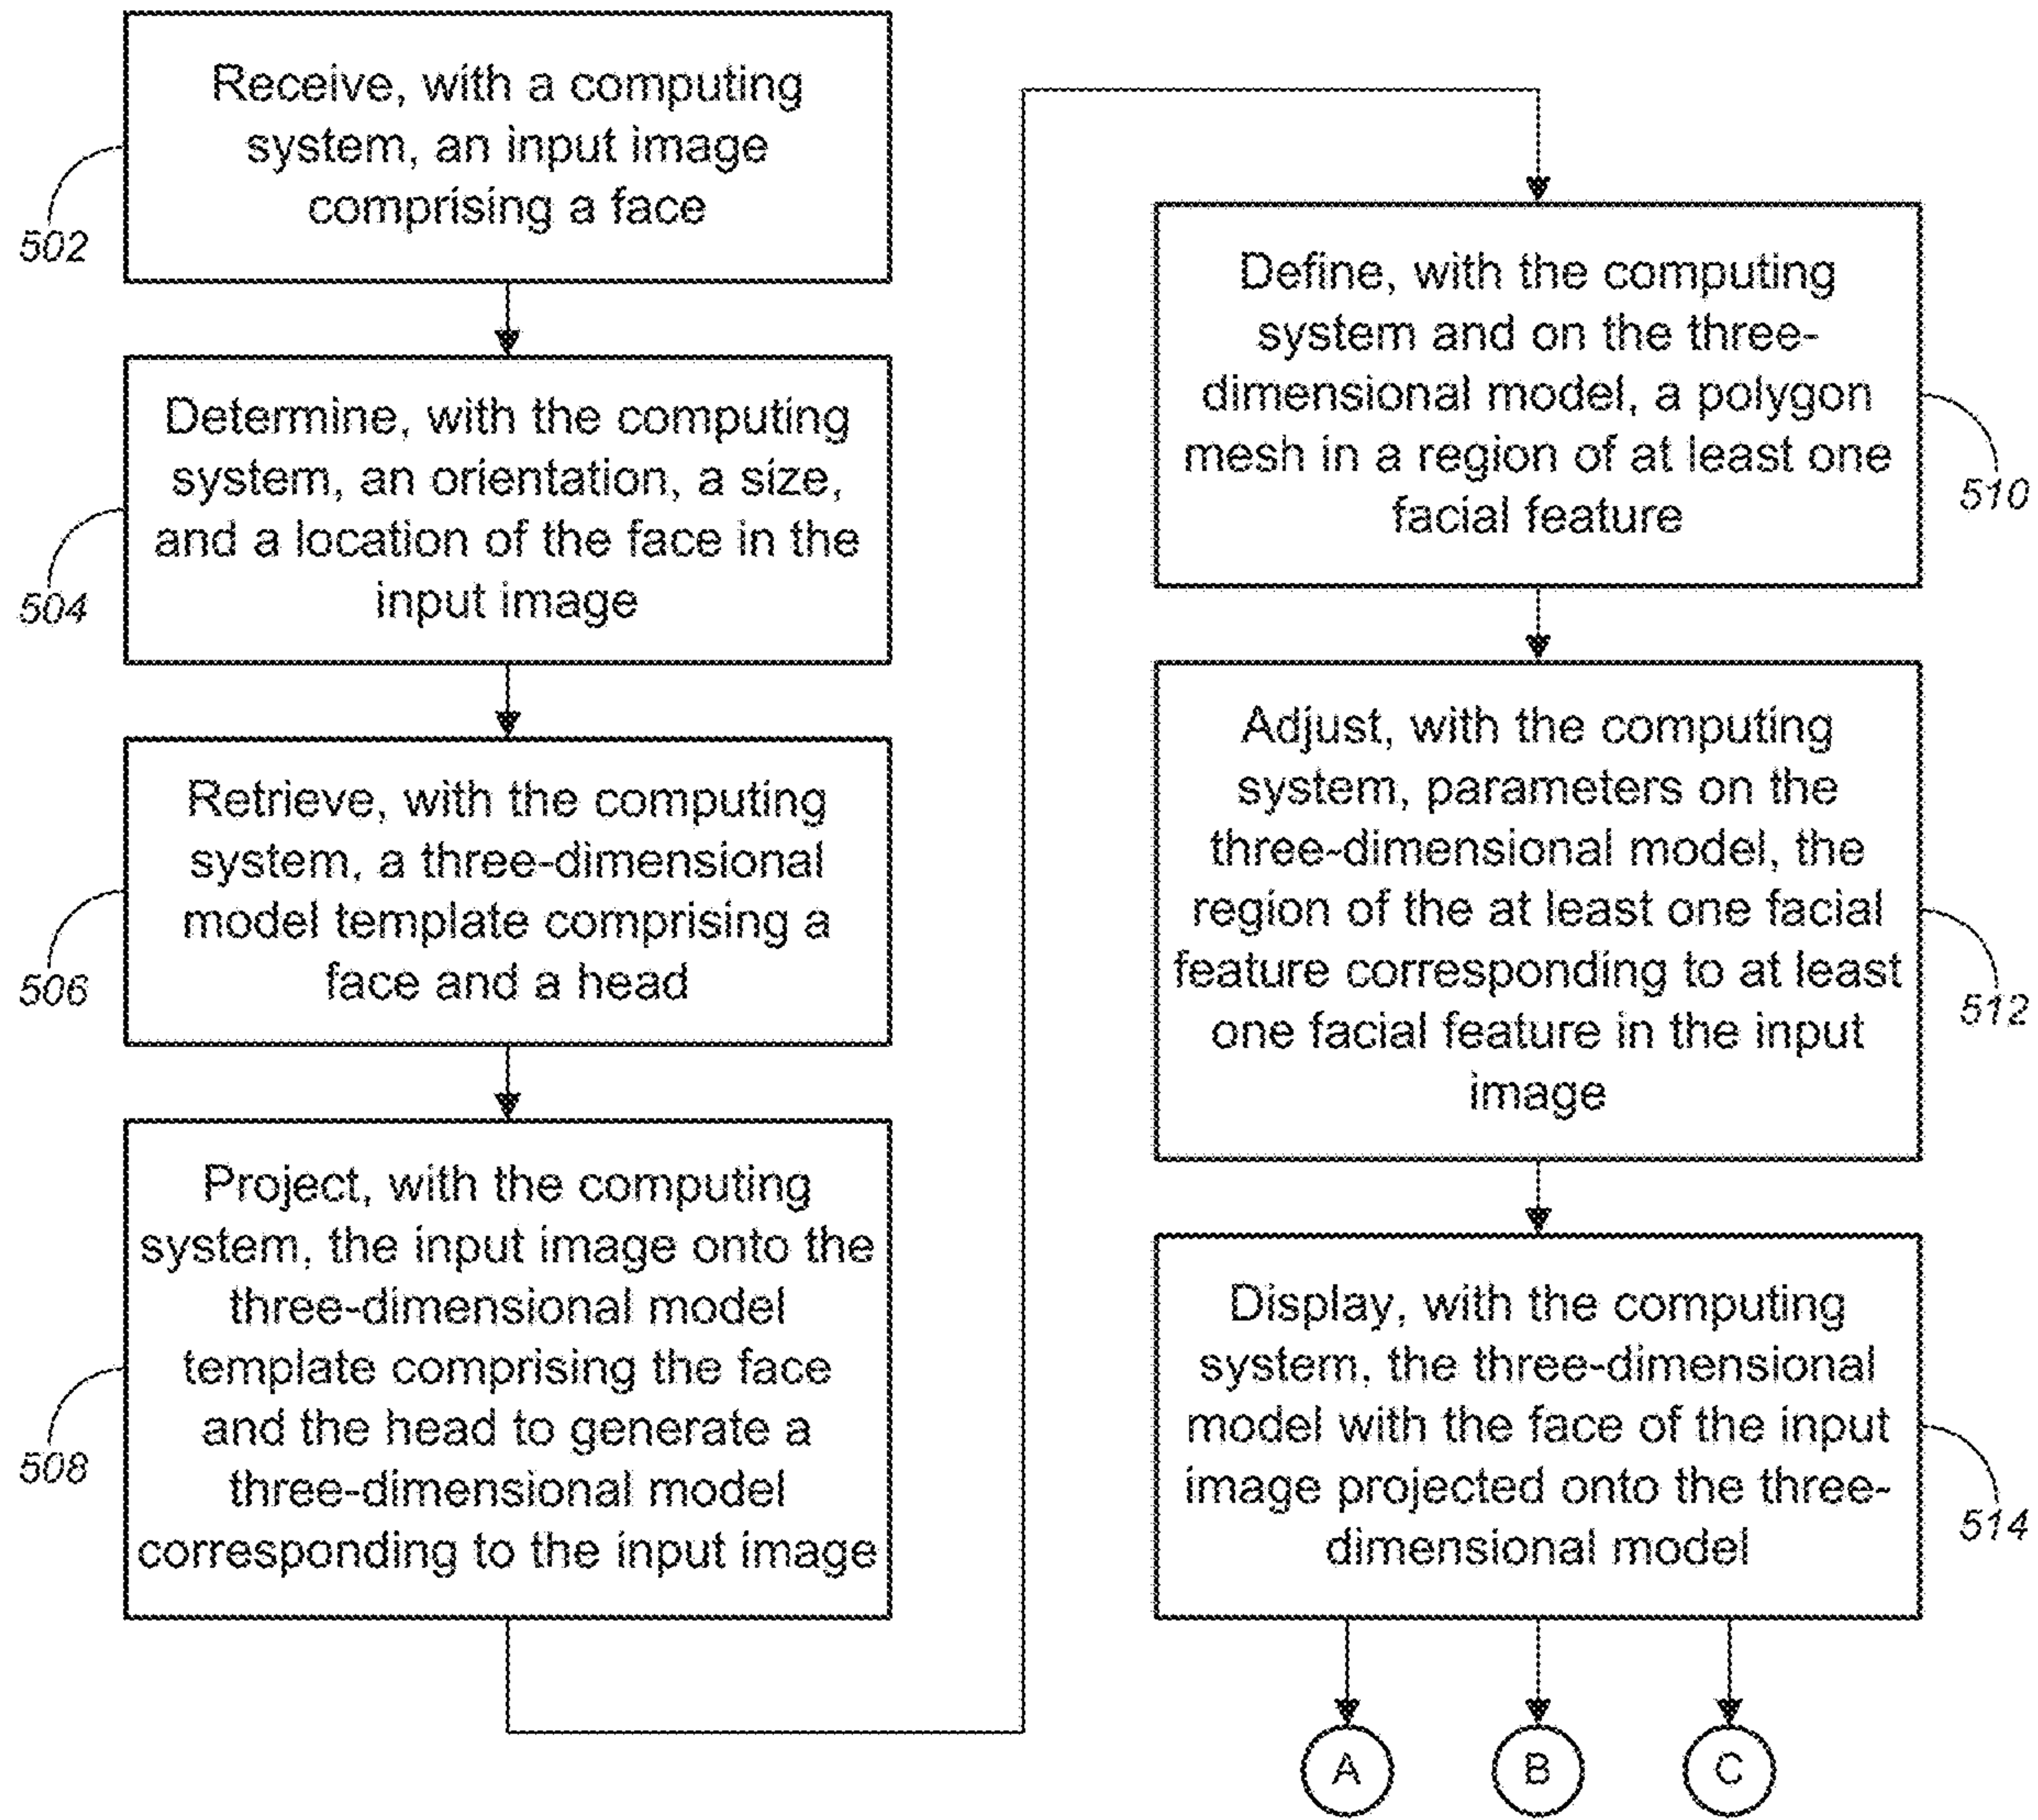 Receive, with a computing
system, an input image
comprising a face
502
Determine, with the computing
system, an orientation, a size,
and a location of the face in the
input image
504
Retrieve, with the computing
system, a three-dimensional
model template comprising a
face and a head
506
Project, with the computing
system, the input image onto the
three-dimensional model
template comprising the face
and the head to generate a
three-dimensional model
corresponding to the input image
508
Define, with the computing
system and on the three-
dimensional model, a polygon
mesh in a region of at least one
facial feature
510
Adjust, with the computing
system, parameters on the
three-dimensional model, the
region of the at least one facial
feature corresponding to at least
one facial feature in the input
image
512
Display, with the computing
system, the three-dimensional
model with the face of the input
image projected onto the three-
dimensional model
514
A
B
C